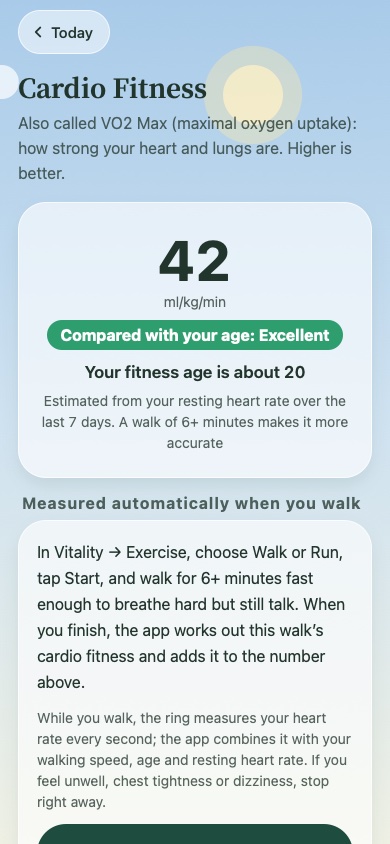 Today
Cardio Fitness
Also called VO2 Max (maximal oxygen uptake):
how strong your heart and lungs are. Higher is
better.
42
ml/kg/min
Compared with your age: Excellent
Your fitness age is about 20
Estimated from your resting heart rate over the
last 7 days. A walk of 6+ minutes makes it more
accurate
Measured automatically when you walk
In Vitality → Exercise, choose Walk or Run,
tap Start, and walk for 6+ minutes fast
enough to breathe hard but still talk. When
you finish, the app works out this walk’s
cardio fitness and adds it to the number
above.
While you walk, the ring measures your heart
rate every second; the app combines it with your
walking speed, age and resting heart rate. If you
feel unwell, chest tightness or dizziness, stop
right away.